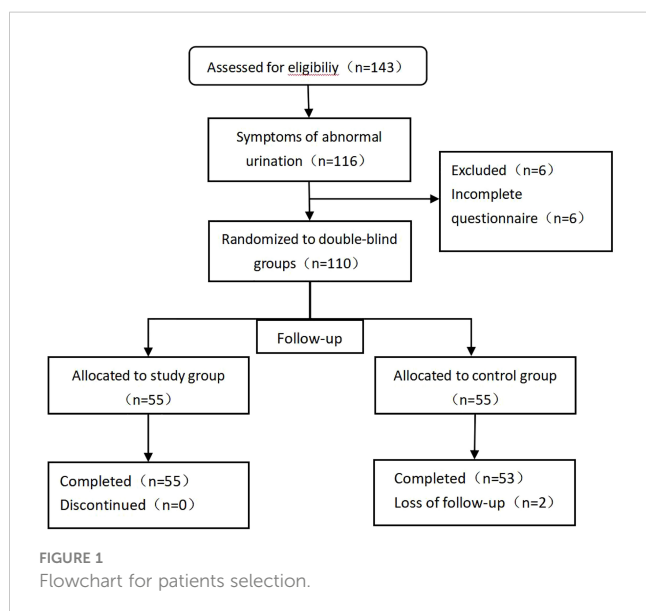 Assessed for eligibiliy（n=143）
Symptoms of abnormal
urination（n=116）
Excluded（n=6）
Incomplete
questionnaire（n=6）
Randomized to double-blind
groups（n=110）
Follow-up
Allocated to study group
（n=55）
Allocated to control group
（n=55）
Completed（n=55）
Discontinued（n=0）
Completed（n=53）
Loss of follow-up（n=2）
FIGURE 1
Flowchart for patients selection.